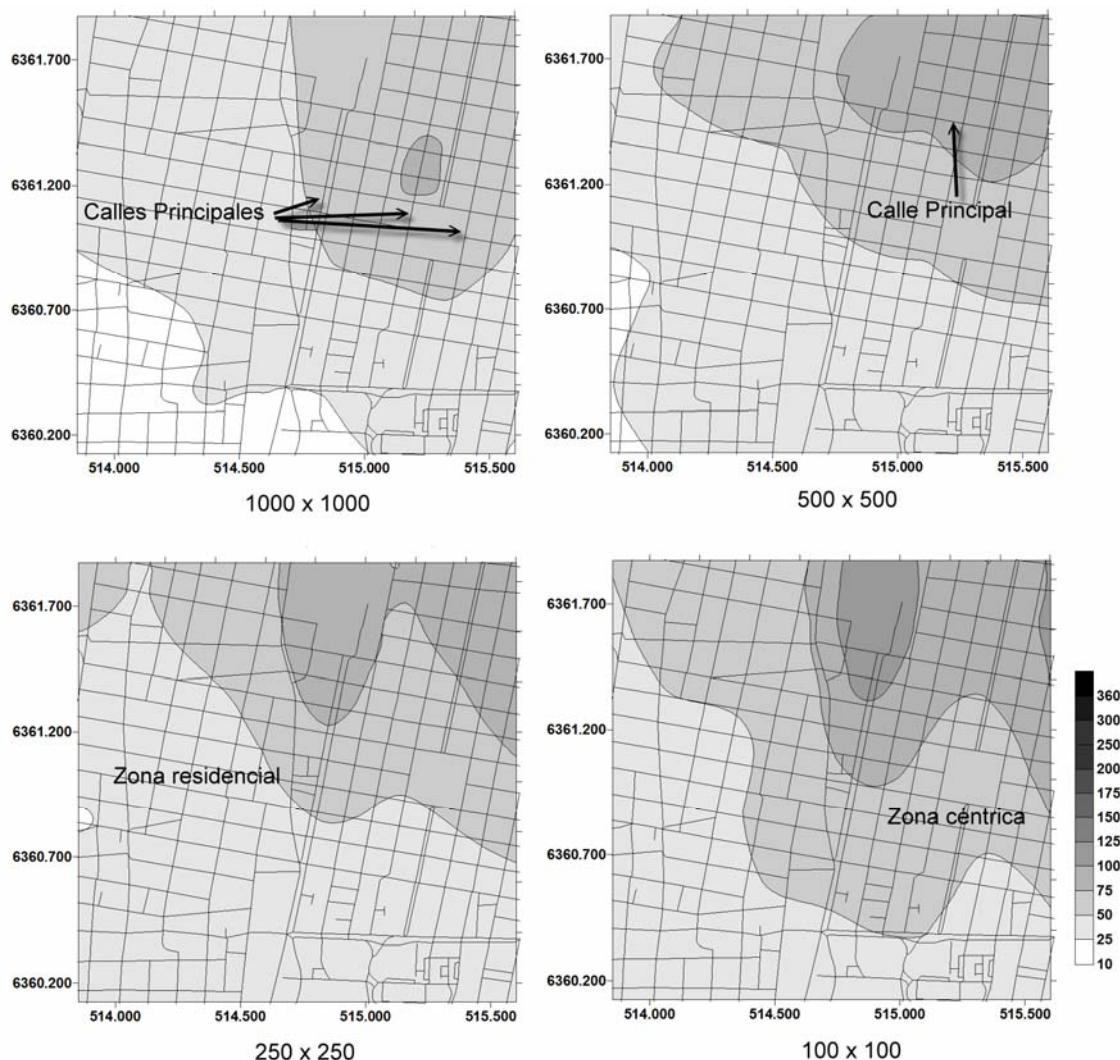 6361.700
6361.200
Calles Principales
6360.700
6360.200
514.000 514.500 515.000 515.500
1000 x 1000
6361.700
6361.200
Calle Principal
6360.700
6360.200
514.000 514.500 515.000 515.500
500 x 500
6361.700
6361.200
Zona residencial
6360.700
6360.200
514.000 514.500 515.000 515.500
250 x 250
6361.700
6361.200
Zona céntrica
6360.700
6360.200
514.000 514.500 515.000 515.500
100 x 100
360
300
250
200
175
150
125
100
75
50
25
10